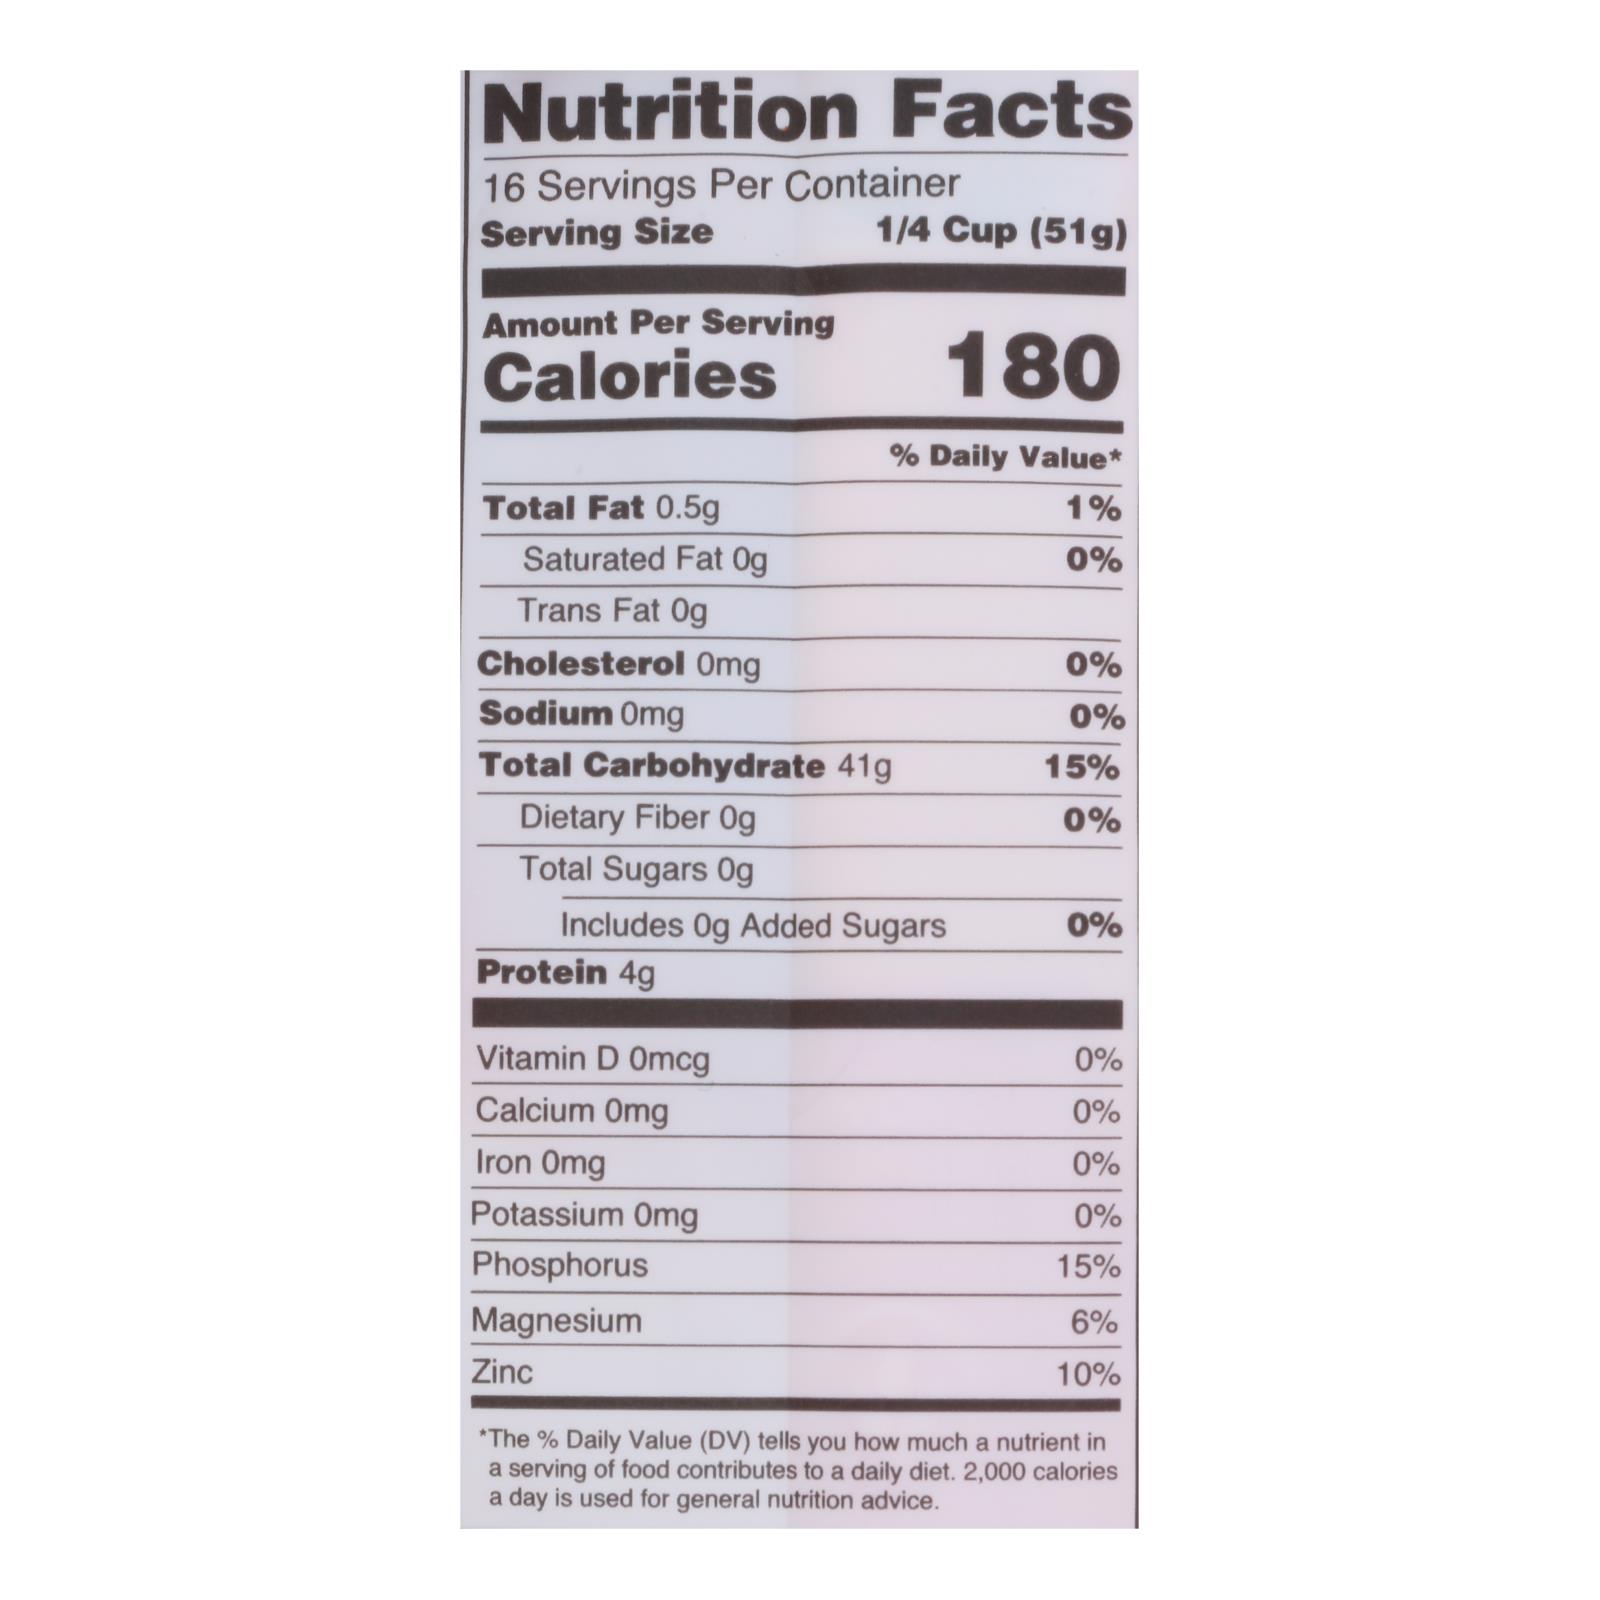 Nutrition Facts
16 Servings Per Container
Serving Size 1/4 Cup (51g)
Amount Per Serving
Calories 180
% Daily Value*
Total Fat 0.5g 1%
Saturated Fat 0g 0%
Trans Fat 0g
Cholesterol 0mg 0%
Sodium 0mg 0%
Total Carbohydrate 41g 15%
Dietary Fiber 0g 0%
Total Sugars 0g
Includes 0g Added Sugars 0%
Protein 4g
Vitamin D 0mcg 0%
Calcium 0mg 0%
Iron 0mg 0%
Potassium 0mg 0%
Phosphorus 15%
Magnesium 6%
Zinc 10%
*The % Daily Value (DV) tells you how much a nutrient in
a serving of food contributes to a daily diet. 2,000 calories
a day is used for general nutrition advice.